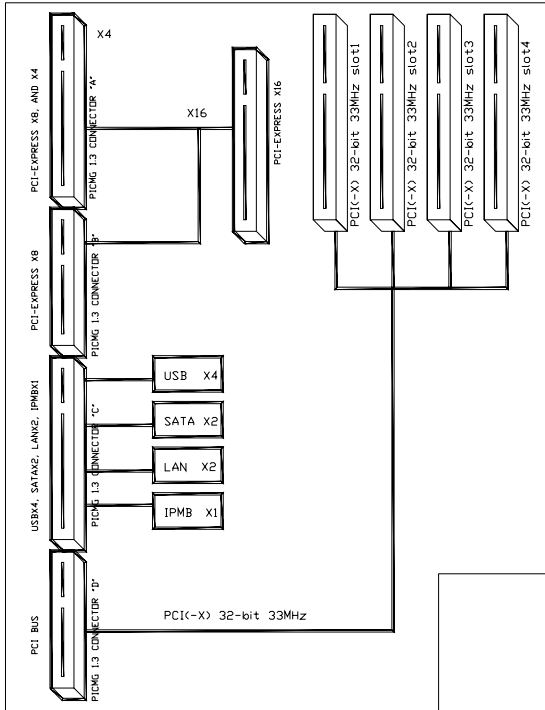 X4
PCI-EXPRESS X8, AND X4
PICMG 1.3 CONNECTOR "A"
X16
PCI-EXPRESS X16
PCI(-X) 32-bit 33MHz slot1
PCI(-X) 32-bit 33MHz slot2
PCI(-X) 32-bit 33MHz slot3
PCI(-X) 32-bit 33MHz slot4
PCI-EXPRESS X8
PICMG 1.3 CONNECTOR "B"
USBX4, SATAX2, LANX2, IPMBX1
PICMG 1.3 CONNECTOR "C"
USB X4
SATA X2
LAN X2
IPMB X1
PCI BUS
PICMG 1.3 CONNECTOR "D"
PCI(-X) 32-bit 33MHz